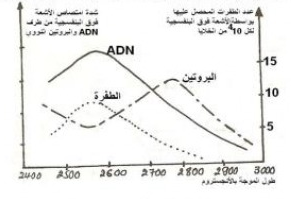 شدة امتصاص الأشعة
فوق البنفسجية من طرف
ADN والبروتين النووي
عدد الطفرات المحصل عليها
بواسطة الأشعة فوق البنفسجية
لكل 10⁴ من الخلايا
ADN
البروتين
الطفرة
15
10
5
2400 2500 2600 2700 2800 2900 3000
طول الموجة بالأنجستروم